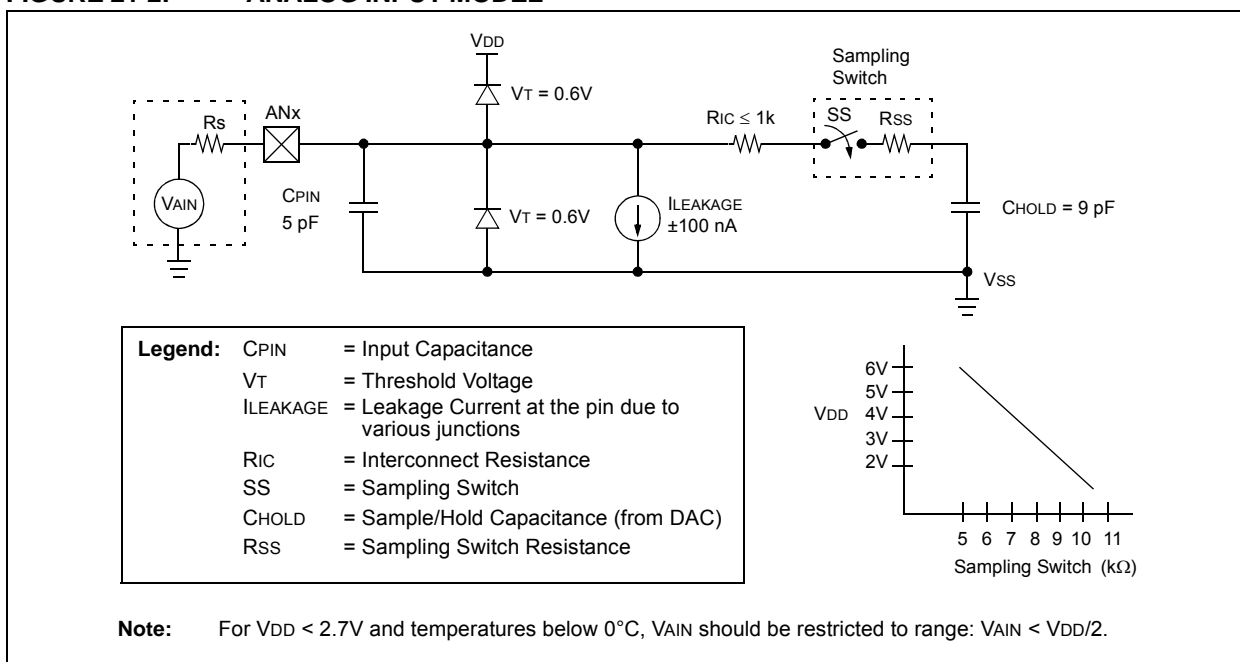 VDD
Sampling
Switch
VT = 0.6V
ANx
Rs
RIC ≤ 1k
SS
RSS
VAIN
CPIN
5 pF
VT = 0.6V
ILEAKAGE
±100 nA
CHOLD = 9 pF
VSS
Legend: CPIN = Input Capacitance
VT = Threshold Voltage
ILEAKAGE = Leakage Current at the pin due to
various junctions
RIC = Interconnect Resistance
SS = Sampling Switch
CHOLD = Sample/Hold Capacitance (from DAC)
RSS = Sampling Switch Resistance
6V
5V
VDD 4V
3V
2V
5 6 7 8 9 10 11
Sampling Switch (kΩ)
Note: For VDD < 2.7V and temperatures below 0°C, VAIN should be restricted to range: VAIN < VDD/2.